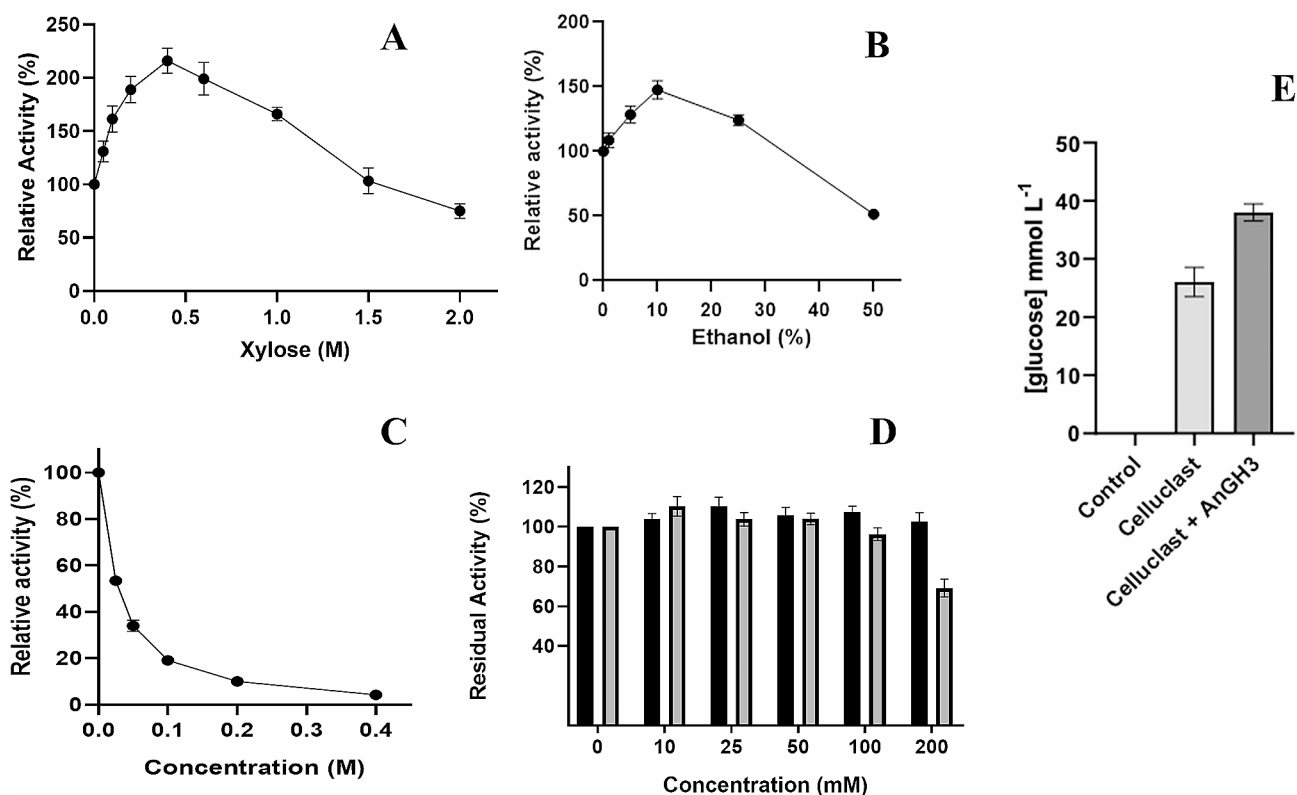 A
Relative Activity (%)
250
200
150
100
50
0
0.0 0.5 1.0 1.5 2.0
Xylose (M)
B
Relative activity (%)
200
150
100
50
0
0 10 20 30 40 50
Ethanol (%)
E
[glucose] mmol L-1
50
40
30
20
10
0
Control
Celluclast
Celluclast + AnGH3
C
Relative activity (%)
100
80
60
40
20
0
0.0 0.1 0.2 0.3 0.4
Concentration (M)
D
Residual Activity (%)
120
100
80
60
40
0 10 25 50 100 200
Concentration (mM)